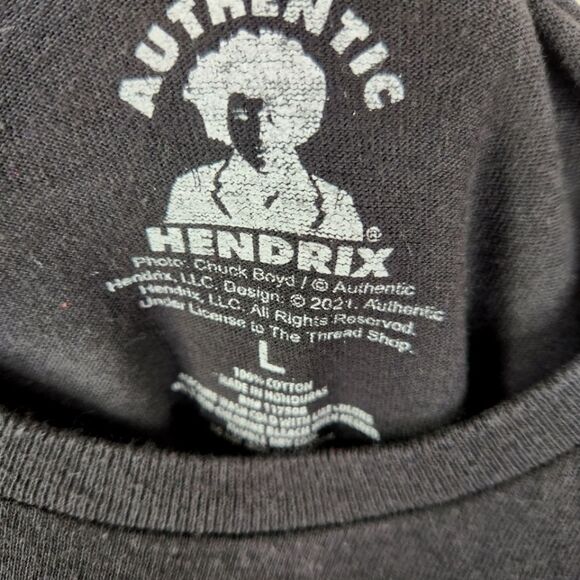 AUTHENTIC
HENDRIX®
Photo: Chuck Boyd / © Authentic
Hendrix, LLC. Design: © 2021. Authentic
Hendrix, LLC. All Rights Reserved.
Under License to The Thread Shop.
L
100% COTTON
MADE IN HONDURAS